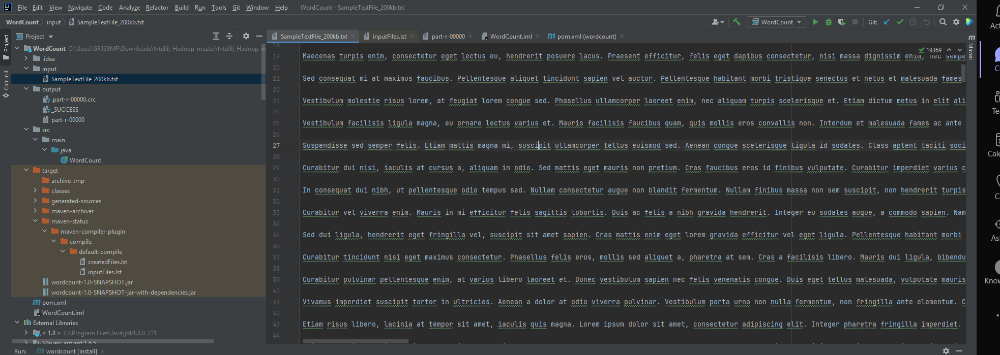 File Edit View Navigate Code Analyze Refactor Build Run Tools Git Window Help WordCount - SampleTextFile_200kb.txt
WordCount input SampleTextFile_200kb.txt
WordCount Git:
Project
SampleTextFile_200kb.txt inputFiles.lst part-r-00000 WordCount.iml pom.xml (wordcount)
Project
Commit
WordCount C:\Users\GR138MF\Downloads\Intellij-Hadoop-master\Intellij-Hadoop-m
.idea
input
SampleTextFile_200kb.txt
output
.part-r-00000.crc
_SUCCESS
part-r-00000
src
main
java
WordCount
target
archive-tmp
classes
generated-sources
maven-archiver
maven-status
maven-compiler-plugin
compile
default-compile
createdFiles.lst
inputFiles.lst
wordcount-1.0-SNAPSHOT.jar
wordcount-1.0-SNAPSHOT-jar-with-dependencies.jar
pom.xml
WordCount.iml
External Libraries
< 1.8 > C:\Program Files\Java\jdk1.8.0_271
Maven: ant:ant:1.6.5
18
19369
19 Maecenas turpis enim, consectetur eget lectus eu, hendrerit posuere lacus. Praesent efficitur, felis eget dapibus consectetur, nisi massa dignissim enim, nec sempe
20
21 Sed consequat mi at maximus faucibus. Pellentesque aliquet tincidunt sapien vel auctor. Pellentesque habitant morbi tristique senectus et netus et malesuada fames
22
23 Vestibulum molestie risus lorem, at feugiat lorem congue sed. Phasellus ullamcorper laoreet enim, nec aliquam turpis scelerisque et. Etiam dictum metus in elit ali
24
25 Vestibulum facilisis ligula magna, eu ornare lectus varius et. Mauris facilisis faucibus quam, quis mollis eros convallis non. Interdum et malesuada fames ac ante
26
27 Suspendisse sed semper felis. Etiam mattis magna mi, suscipit ullamcorper tellus euismod sed. Aenean congue scelerisque ligula id sodales. Class aptent taciti soci
28
29 Curabitur dui nisi, iaculis at cursus a, aliquam in odio. Sed mattis eget mauris non pretium. Cras faucibus eros id finibus vulputate. Curabitur imperdiet varius c
30
31 In consequat dui nibh, ut pellentesque odio tempus sed. Nullam consectetur augue non blandit fermentum. Nullam finibus massa non sem suscipit, non hendrerit turpis
32
33 Curabitur vel viverra enim. Mauris in mi efficitur felis sagittis lobortis. Duis ac felis a nibh gravida hendrerit. Integer eu sodales augue, a commodo sapien. Nam
34
35 Sed dui ligula, hendrerit eget fringilla vel, suscipit sit amet sapien. Cras mattis enim eget lorem gravida efficitur vel eget ligula. Pellentesque habitant morbi
36
37 Curabitur tincidunt nisi eget maximus consectetur. Phasellus felis eros, mollis sed aliquet a, pharetra at sem. Cras a facilisis libero. Mauris dui ligula, bibendu
38
39 Curabitur pulvinar pellentesque enim, at varius libero laoreet et. Donec vestibulum sapien nec felis venenatis congue. Duis eget tellus malesuada, vulputate mauris
40
41 Vivamus imperdiet suscipit tortor in ultricies. Aenean a dolor at odio viverra pulvinar. Vestibulum porta urna non nulla fermentum, non fringilla ante elementum. C
42
43 Etiam risus libero, lacinia at tempor sit amet, iaculis quis magna. Lorem ipsum dolor sit amet, consectetur adipiscing elit. Integer pharetra fringilla imperdiet.
44
Maven
Act
C
Tea
Cale
Ca
As
Know
Run: wordcount [install]